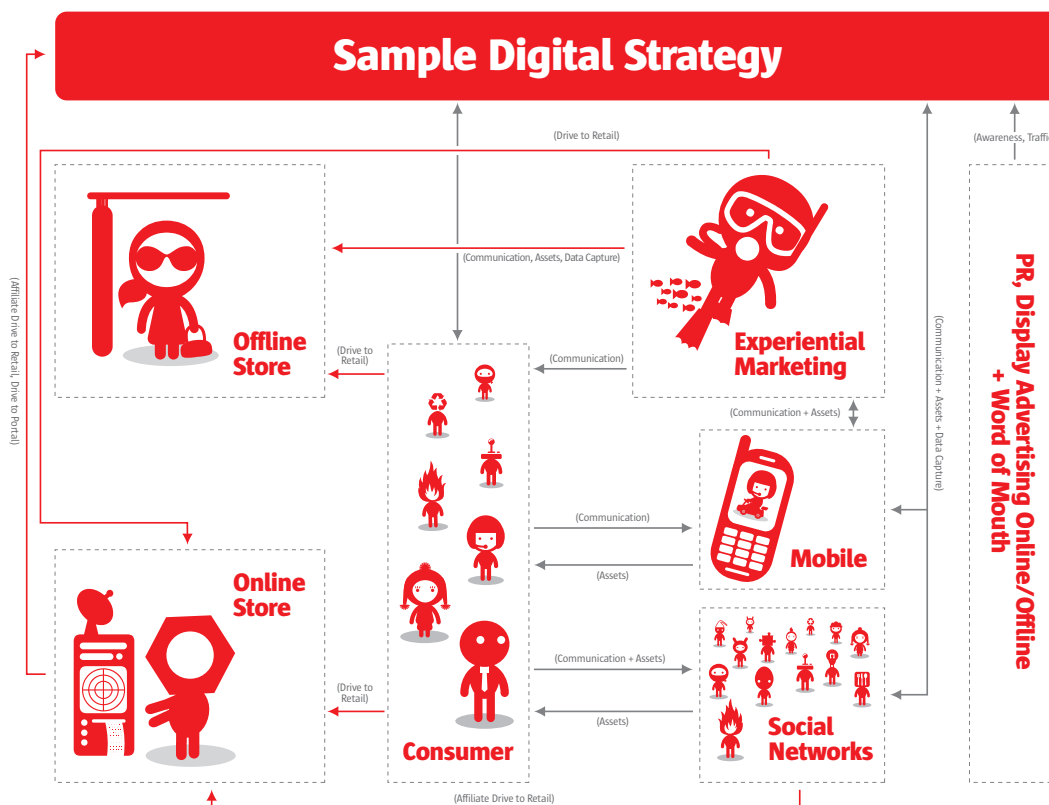 Sample Digital Strategy
(Drive to Retail)
(Awareness, Traffic
(Communication, Assets, Data Capture)
Offline
Store
(Drive to
Retail)
(Communication)
Experiential
Marketing
(Communication + Assets)
(Affiliate Drive to Retail, Drive to Portal)
(Communication + Assets + Data Capture)
PR, Display Advertising Online/Offline
+ Word of Mouth
(Communication)
(Assets)
Mobile
Online
Store
(Communication + Assets)
(Drive to
Retail)
(Assets)
Consumer
Social
Networks
(Affiliate Drive to Retail)